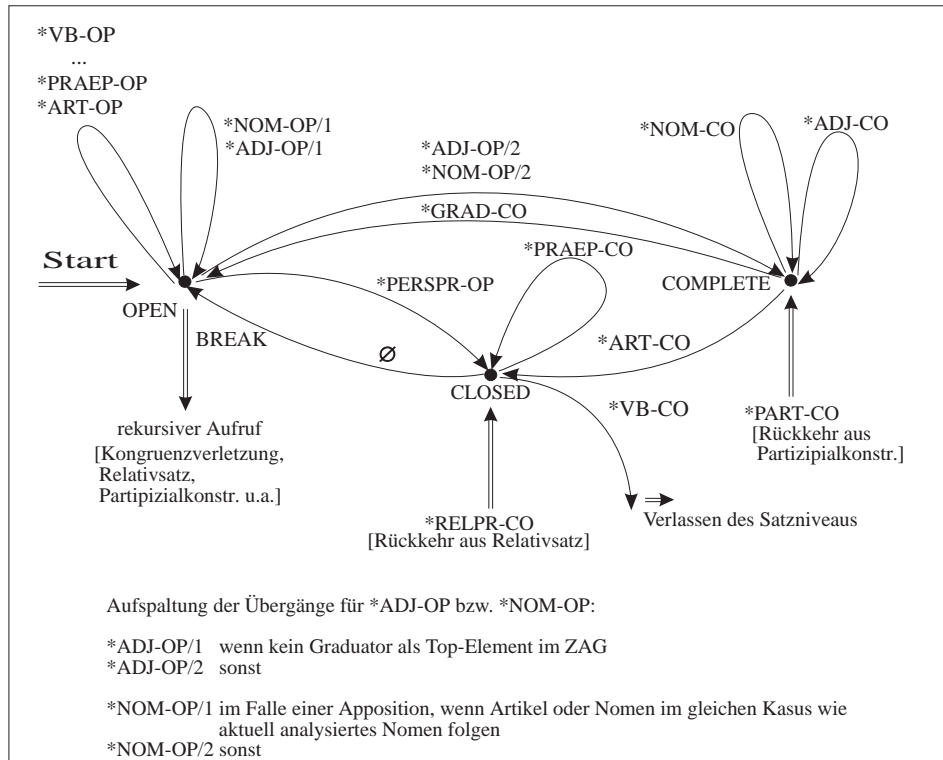 *VB-OP
...
*PRAEP-OP
*ART-OP
*NOM-OP/1
*ADJ-OP/1
*ADJ-OP/2
*NOM-OP/2
*GRAD-CO
*NOM-CO
*ADJ-CO
Start
OPEN
*PERSPR-OP
*PRAEP-CO
COMPLETE
BREAK
Ø
*ART-CO
CLOSED
*VB-CO
rekursiver Aufruf
[Kongruenzverletzung,
Relativsatz,
Partipizialkonstr. u.a.]
*PART-CO
[Rückkehr aus
Partizipialkonstr.]
*RELPR-CO
[Rückkehr aus Relativsatz]
Verlassen des Satzniveaus
Aufspaltung der Übergänge für *ADJ-OP bzw. *NOM-OP:
*ADJ-OP/1 wenn kein Graduator als Top-Element im ZAG
*ADJ-OP/2 sonst
*NOM-OP/1 im Falle einer Apposition, wenn Artikel oder Nomen im gleichen Kasus wie
aktuell analysiertes Nomen folgen
*NOM-OP/2 sonst